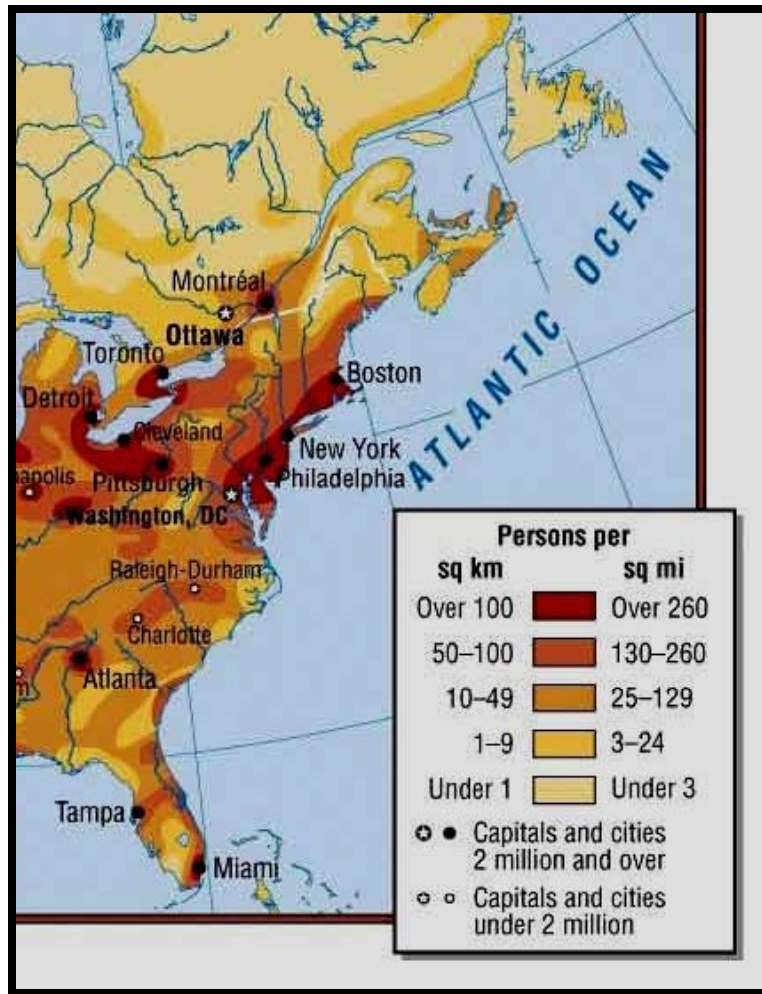 Montréal
Ottawa
Toronto
Boston
Detroit
Cleveland
New York
Pittsburgh
Philadelphia
napolis
Washington, DC
Raleigh-Durham
Charlotte
Atlanta
m
Tampa
Miami
ATLANTIC OCEAN
Persons per
sq km sq mi
Over 100 Over 260
50–100 130–260
10–49 25–129
1–9 3–24
Under 1 Under 3
Capitals and cities
2 million and over
Capitals and cities
under 2 million